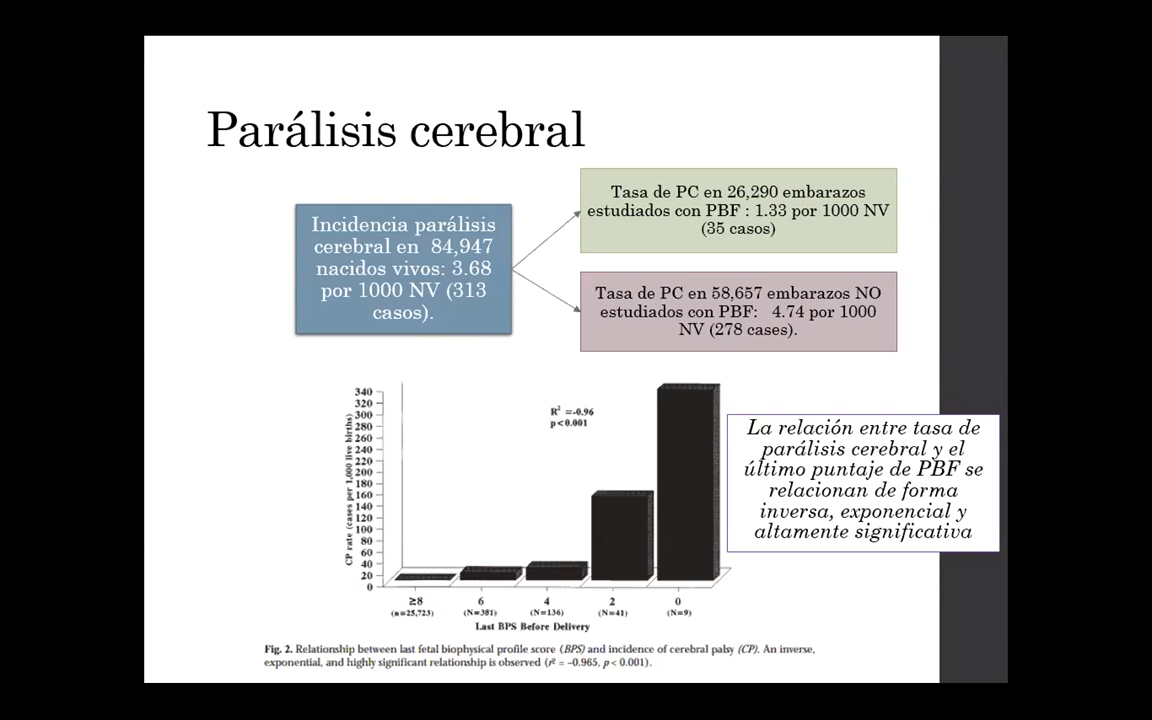 Parálisis cerebral
Incidencia parálisis
cerebral en 84,947
nacidos vivos: 3.68
por 1000 NV (313
casos).
Tasa de PC en 26,290 embarazos
estudiados con PBF : 1.33 por 1000 NV
(35 casos)
Tasa de PC en 58,657 embarazos NO
estudiados con PBF: 4.74 por 1000
NV (278 cases).
CP rate (cases per 1,000 live births)
340
320
300
280
260
240
220
200
180
160
140
120
100
80
60
40
20
0
R² =-0.96
p<0.001
≥8 6 4 2 0
(n=25,723) (N=381) (N=136) (N=41) (N=9)
Last BPS Before Delivery
La relación entre tasa de
parálisis cerebral y el
último puntaje de PBF se
relacionan de forma
inversa, exponencial y
altamente significativa
Fig. 2. Relationship between last fetal biophysical profile score (BPS) and incidence of cerebral palsy (CP). An inverse,
exponential, and highly significant relationship is observed (r² = −0.965, p < 0.001).